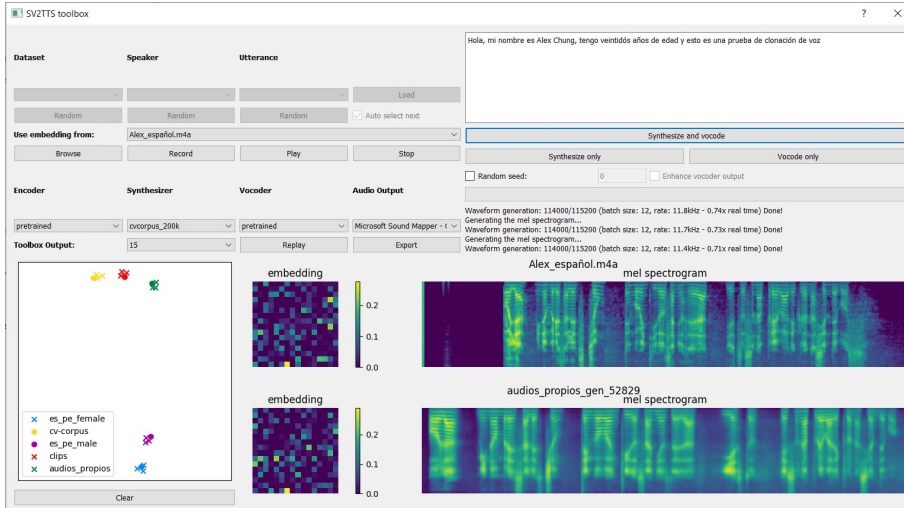 SV2TTS toolbox
? ×
Dataset Speaker Utterance
Load
Random Random Random Auto select next
Use embedding from: Alex_español.m4a
Browse Record Play Stop
Encoder Synthesizer Vocoder Audio Output
pretrained cvcorpus_200k pretrained Microsoft Sound Mapper - (
Toolbox Output: 15 Replay Export
Hola, mi nombre es Alex Chung, tengo veintidós años de edad y esto es una prueba de clonación de voz
Synthesize and vocode
Synthesize only Vocode only
Random seed: 0 Enhance vocoder output
Waveform generation: 114000/115200 (batch size: 12, rate: 11.8kHz - 0.74x real time) Done!
Generating the mel spectrogram...
Waveform generation: 114000/115200 (batch size: 12, rate: 11.7kHz - 0.73x real time) Done!
Generating the mel spectrogram...
Waveform generation: 114000/115200 (batch size: 12, rate: 11.4kHz - 0.71x real time) Done!
es_pe_female
cv-corpus
es_pe_male
clips
audios_propios
Clear
embedding
0.2
0.1
0.0
Alex_español.m4a
mel spectrogram
embedding
0.2
0.1
0.0
audios_propios_gen_52829
mel spectrogram